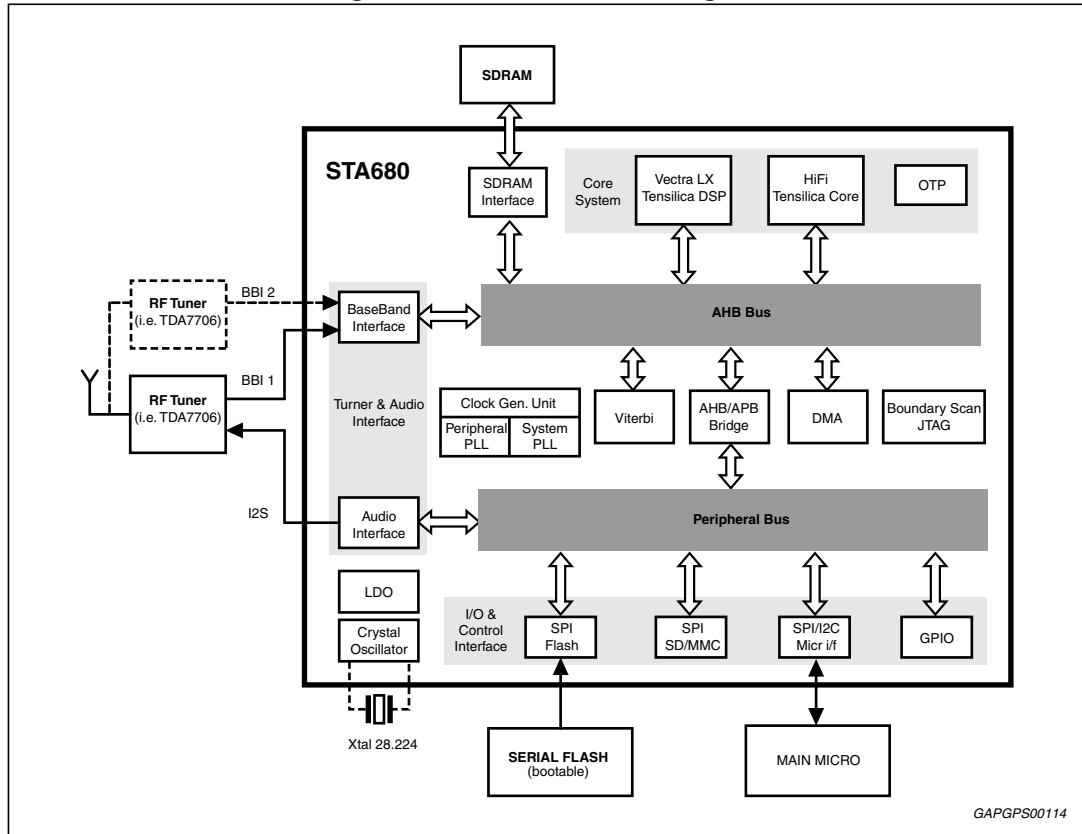 SDRAM
STA680
SDRAM
Interface
Core
System
Vectra LX
Tensilica DSP
HiFi
Tensilica Core
OTP
RF Tuner
(i.e. TDA7706)
BBI 2
BaseBand
Interface
AHB Bus
RF Tuner
(i.e. TDA7706)
BBI 1
Turner & Audio
Interface
Clock Gen. Unit
Peripheral
PLL
System
PLL
Viterbi
AHB/APB
Bridge
DMA
Boundary Scan
JTAG
I2S
Audio
Interface
Peripheral Bus
LDO
Crystal
Oscillator
I/O &
Control
Interface
SPI
Flash
SPI
SD/MMC
SPI/I2C
Micr i/f
GPIO
Xtal 28.224
SERIAL FLASH
(bootable)
MAIN MICRO
GAPGPS00114